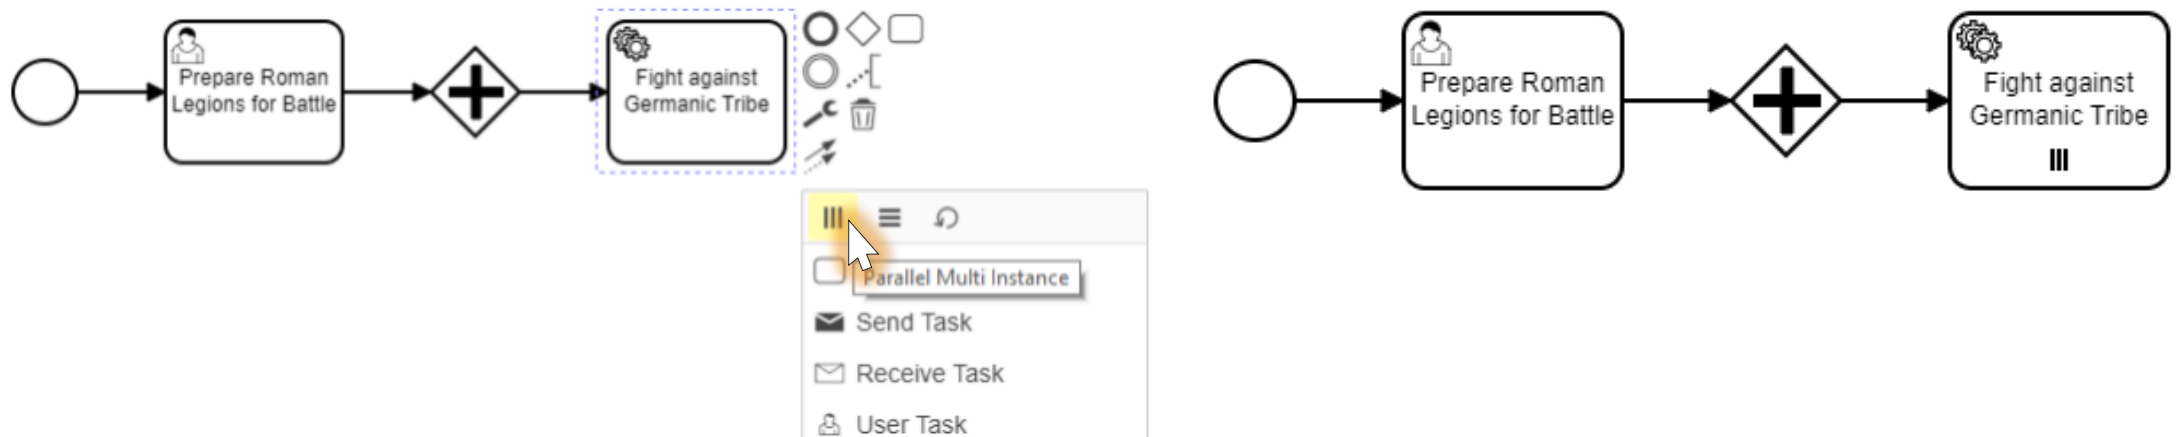 Prepare Roman
Legions for Battle
Fight against
Germanic Tribe
Parallel Multi Instance
Send Task
Receive Task
User Task
Prepare Roman
Legions for Battle
Fight against
Germanic Tribe